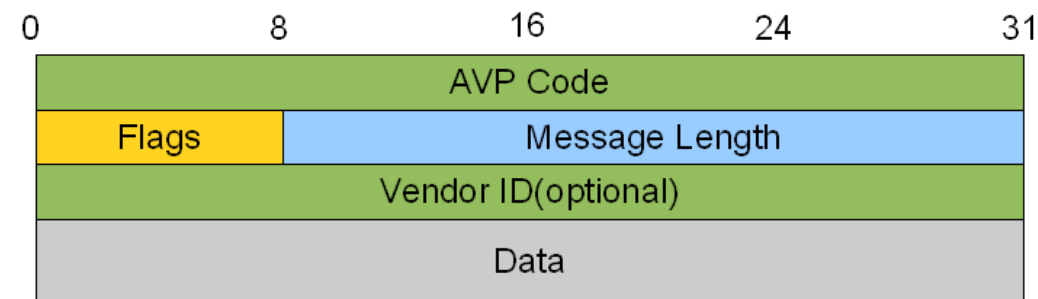 0 8 16 24 31
AVP Code
Flags Message Length
Vendor ID(optional)
Data